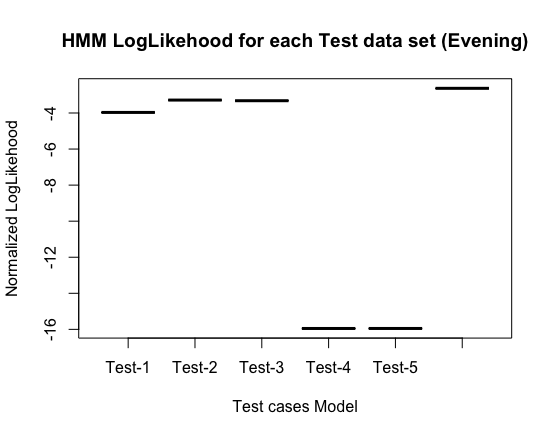 HMM LogLikehood for each Test data set (Evening)
Normalized LogLikehood
-4
-6
-8
-12
-16
Test-1 Test-2 Test-3 Test-4 Test-5
Test cases Model